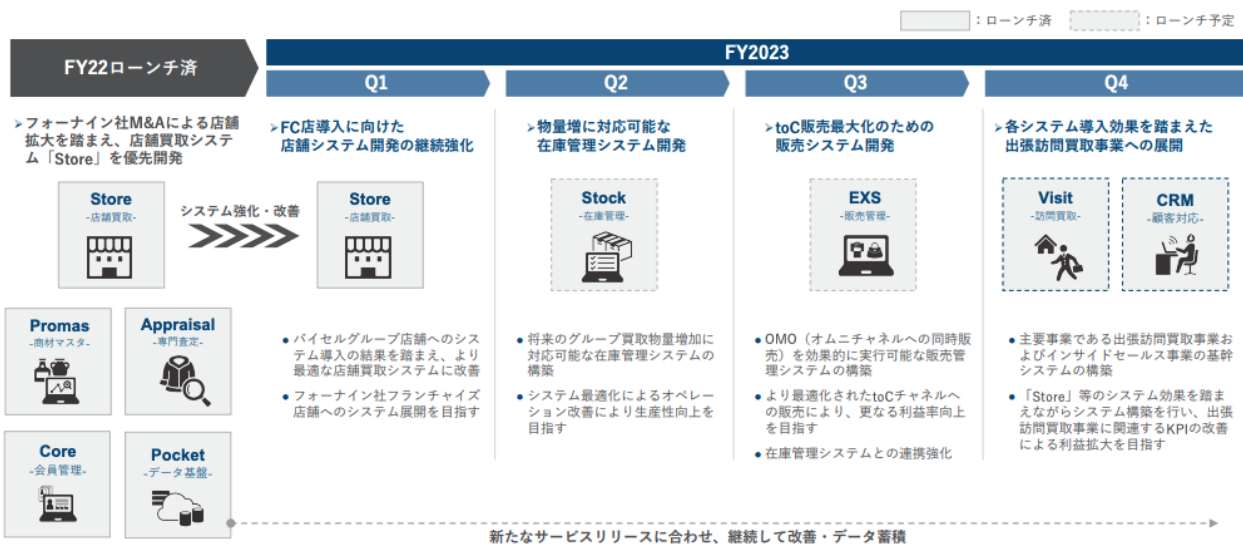 ：ローンチ済
：ローンチ予定
FY22ローンチ済
FY2023
Q1
Q2
Q3
Q4
➢フォーナイン社M&Aによる店舗
拡大を踏まえ、店舗買取システ
ム「Store」を優先開発
Store
-店舗買取-
システム強化・改善
Promas
-商材マスタ-
Appraisal
-専門査定-
Core
-会員管理-
Pocket
-データ基盤-
➢FC店導入に向けた
店舗システム開発の継続強化
Store
-店舗買取-
● バイセルグループ店舗へのシス
テム導入の結果を踏まえ、より
最適な店舗買取システムに改善
● フォーナイン社フランチャイズ
店舗へのシステム展開を目指す
➢物量増に対応可能な
在庫管理システム開発
Stock
-在庫管理-
● 将来のグループ買取物量増加に
対応可能な在庫管理システムの
構築
● システム最適化によるオペレー
ション改善により生産性向上を
目指す
➢toC販売最大化のための
販売システム開発
EXS
-販売管理-
● OMO（オムニチャネルへの同時販
売）を効果的に実行可能な販売管
理システムの構築
● より最適化されたtoCチャネルへ
の販売により、更なる利益率向上
を目指す
● 在庫管理システムとの連携強化
➢各システム導入効果を踏まえた
出張訪問買取事業への展開
Visit
-訪問買取-
CRM
-顧客対応-
● 主要事業である出張訪問買取事業お
よびインサイドセールス事業の基幹
システムの構築
● 「Store」等のシステム効果を踏ま
えながらシステム構築を行い、出張
訪問買取事業に関連するKPIの改善
による利益拡大を目指す
新たなサービスリリースに合わせ、継続して改善・データ蓄積